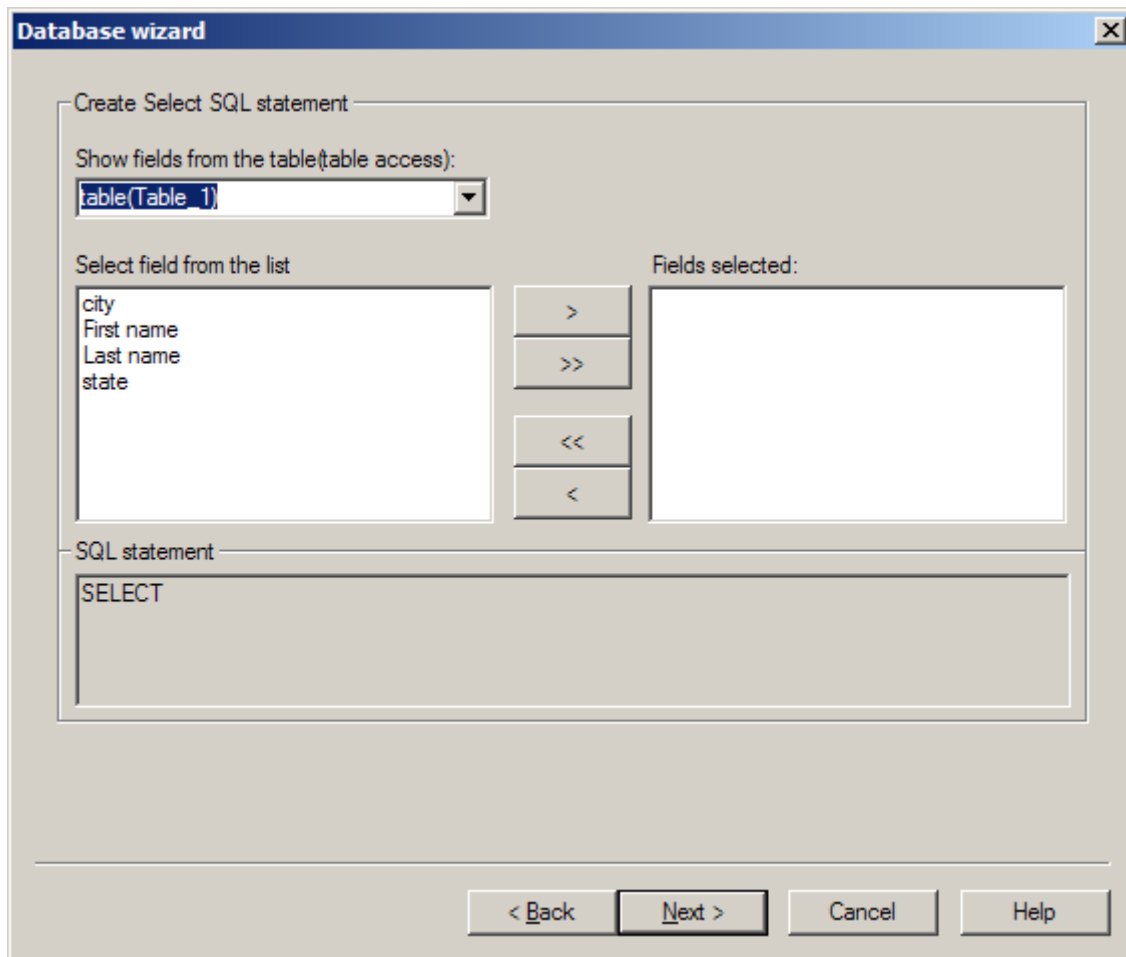 Database wizard
Create Select SQL statement
Show fields from the table(table access):
table(Table_1)
Select field from the list
Fields selected:
city
First name
Last name
state
>
>>
<<
<
SQL statement
SELECT
< Back
Next >
Cancel
Help